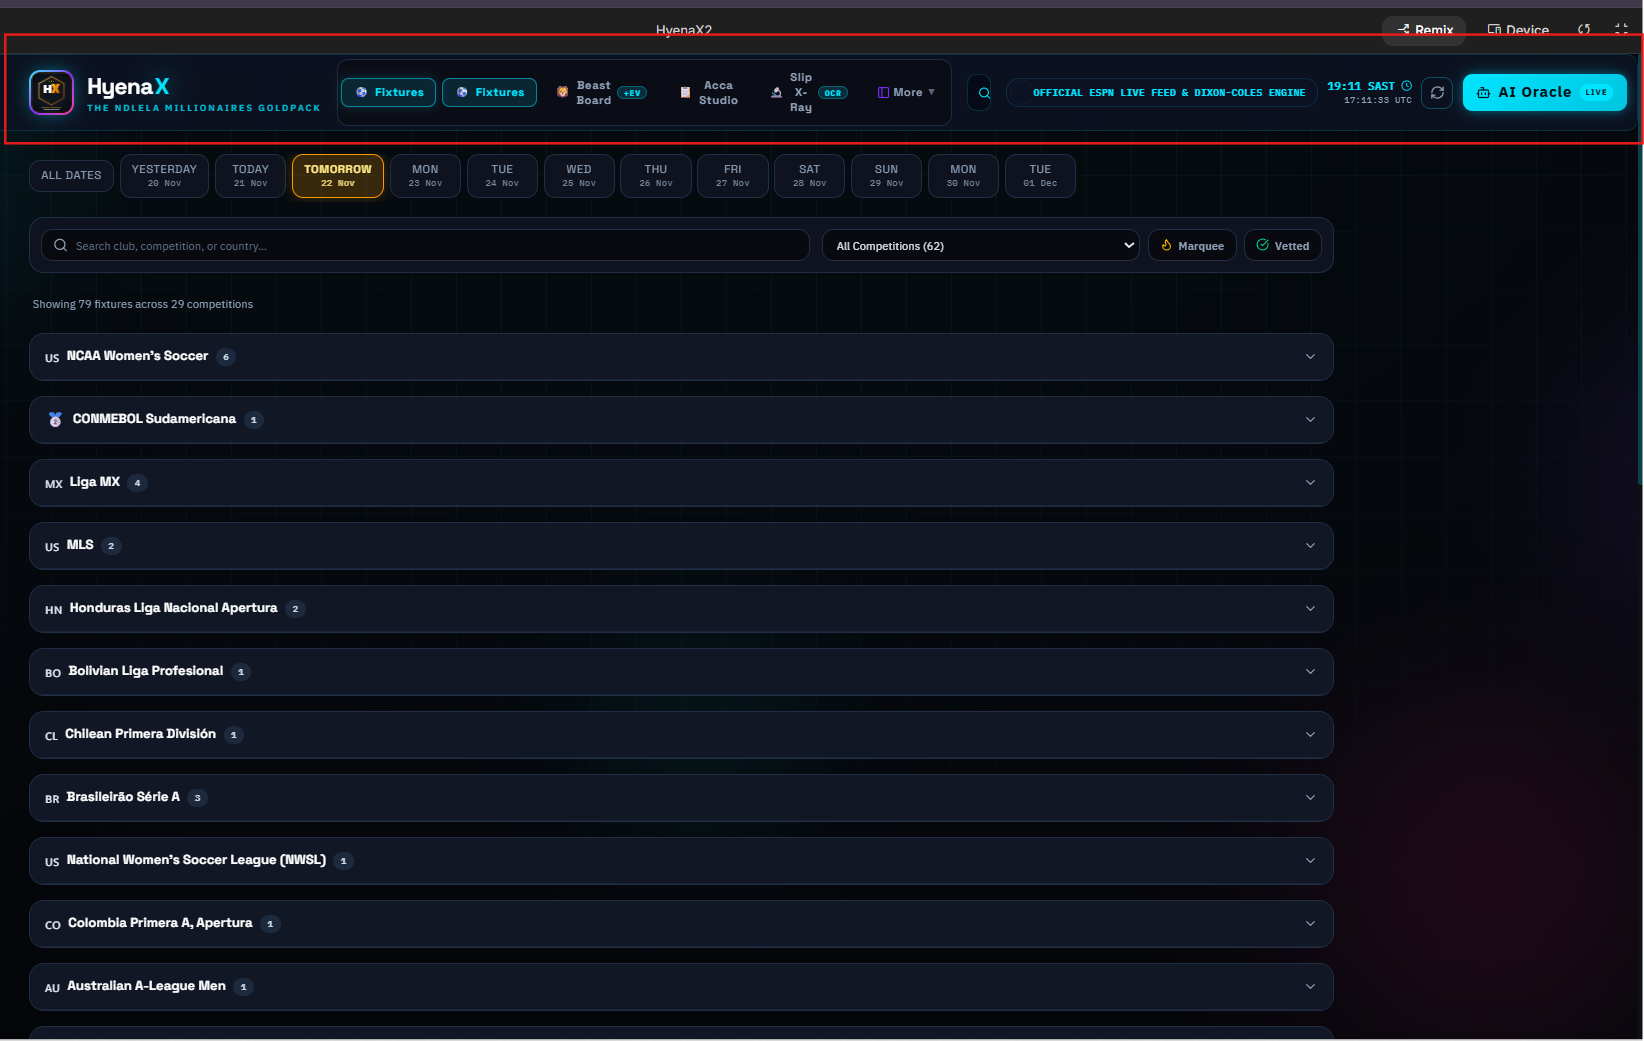 HyenaX2
Remix
Device
HX
HyenaX
THE NDLELA MILLIONAIRES GOLDPACK
Fixtures
Fixtures
Beast
Board
+EV
Acca
Studio
Slip
X-
Ray
OCR
More
OFFICIAL ESPN LIVE FEED & DIXON-COLES ENGINE
19:11 SAST
17:11:33 UTC
AI Oracle LIVE
ALL DATES
YESTERDAY
20 Nov
TODAY
21 Nov
TOMORROW
22 Nov
MON
23 Nov
TUE
24 Nov
WED
25 Nov
THU
26 Nov
FRI
27 Nov
SAT
28 Nov
SUN
29 Nov
MON
30 Nov
TUE
01 Dec
Search club, competition, or country...
All Competitions (62)
Marquee
Vetted
Showing 79 fixtures across 29 competitions
US NCAA Women's Soccer 6
CONMEBOL Sudamericana 1
MX Liga MX 4
US MLS 2
HN Honduras Liga Nacional Apertura 2
BO Bolivian Liga Profesional 1
CL Chilean Primera División 1
BR Brasileirão Série A 3
US National Women's Soccer League (NWSL) 1
CO Colombia Primera A, Apertura 1
AU Australian A-League Men 1